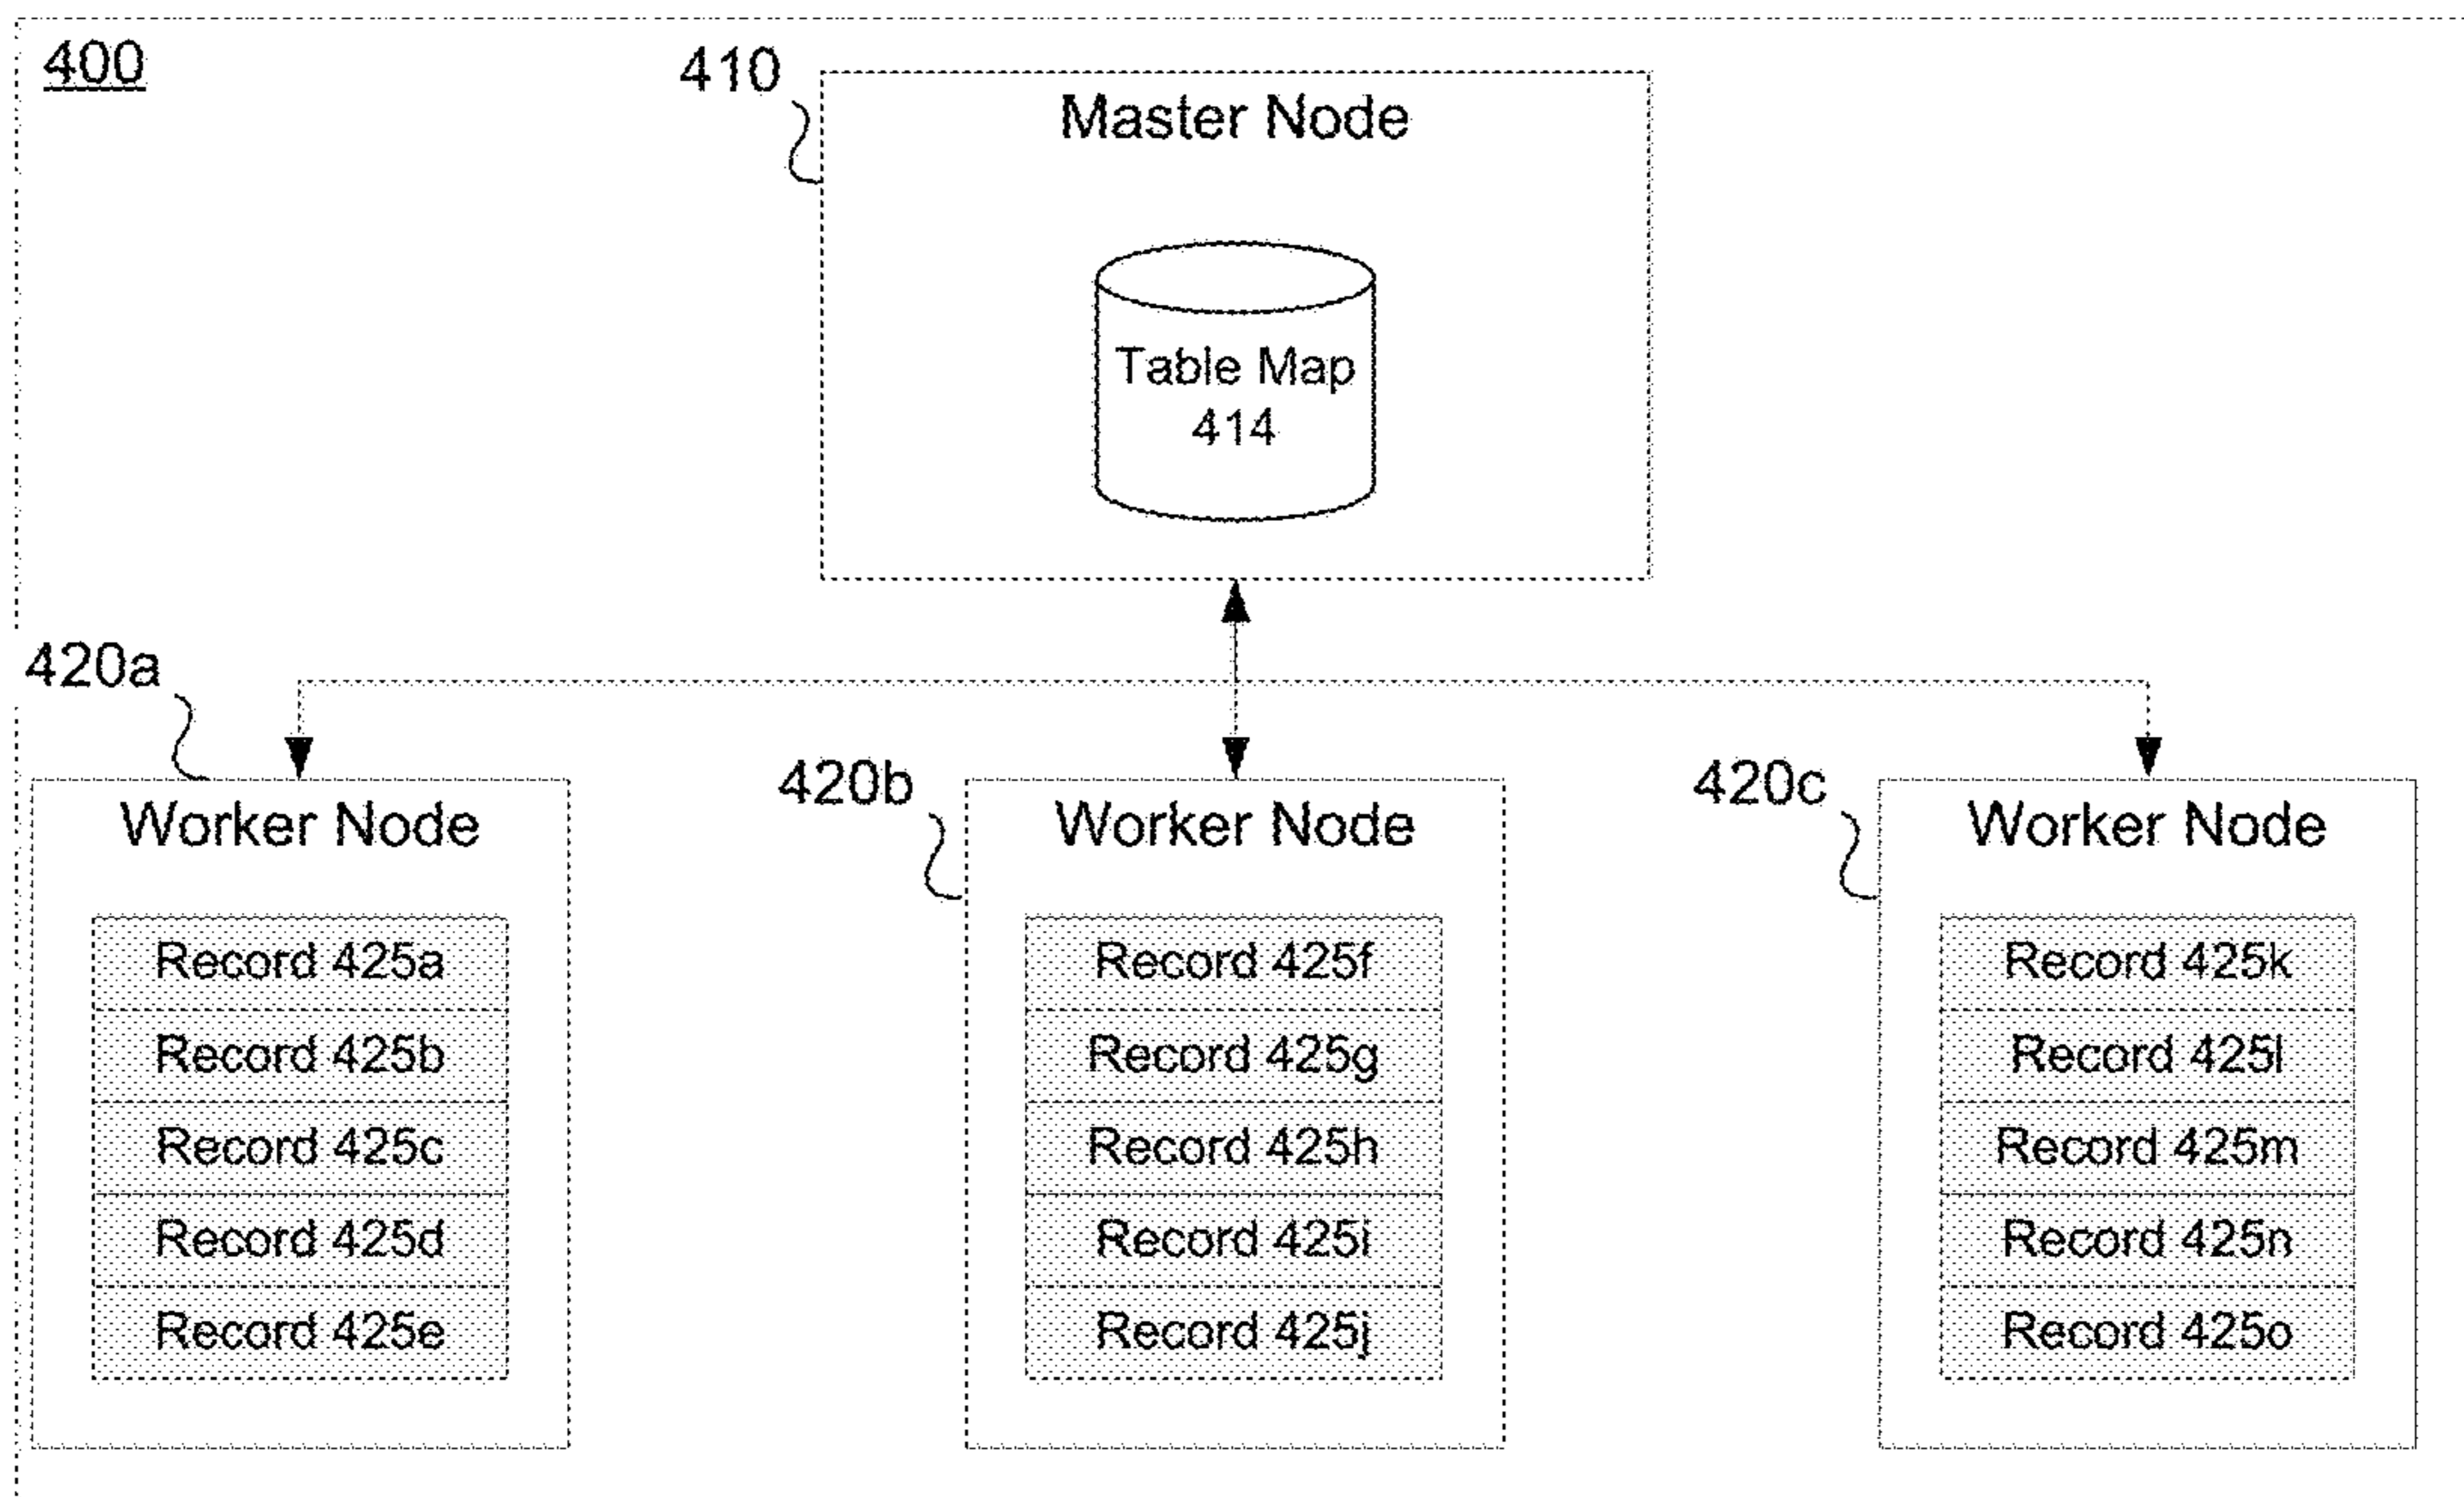 400
410
Master Node
Table Map
414
420a
Worker Node
Record 425a
Record 425b
Record 425c
Record 425d
Record 425e
420b
Worker Node
Record 425f
Record 425g
Record 425h
Record 425i
Record 425j
420c
Worker Node
Record 425k
Record 425l
Record 425m
Record 425n
Record 425o